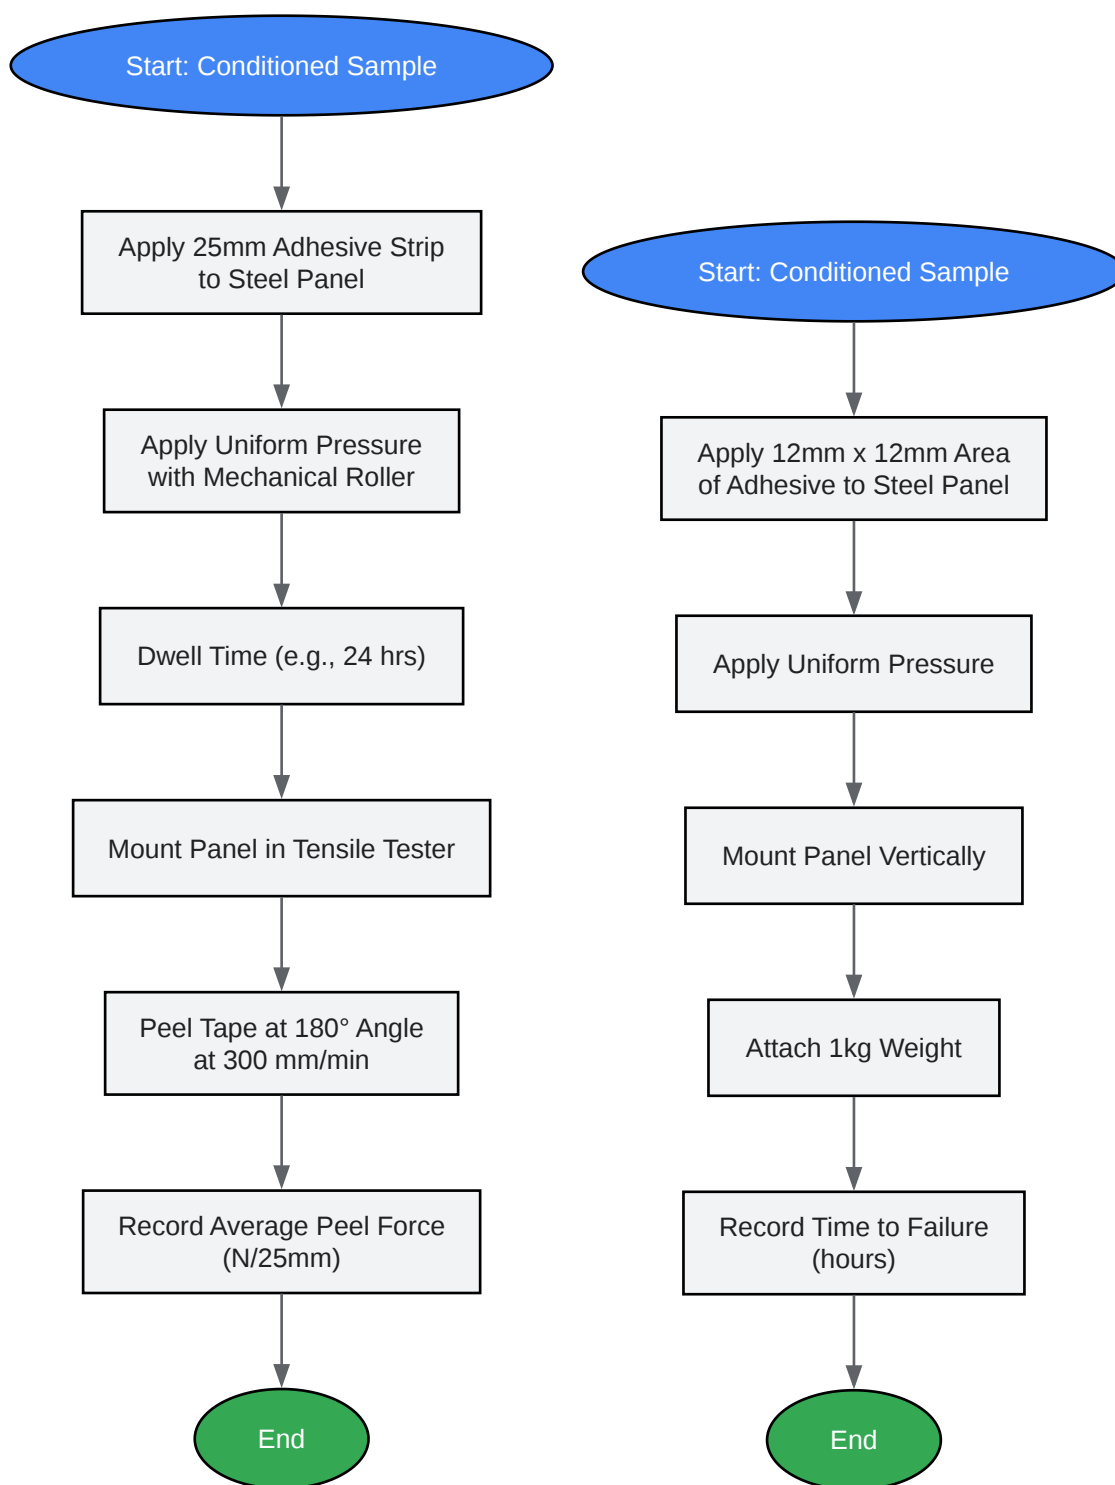 Start: Conditioned Sample
Apply 25mm Adhesive Strip
to Steel Panel
Apply Uniform Pressure
with Mechanical Roller
Dwell Time (e.g., 24 hrs)
Mount Panel in Tensile Tester
Peel Tape at 180° Angle
at 300 mm/min
Record Average Peel Force
(N/25mm)
End
Start: Conditioned Sample
Apply 12mm x 12mm Area
of Adhesive to Steel Panel
Apply Uniform Pressure
Mount Panel Vertically
Attach 1kg Weight
Record Time to Failure
(hours)
End